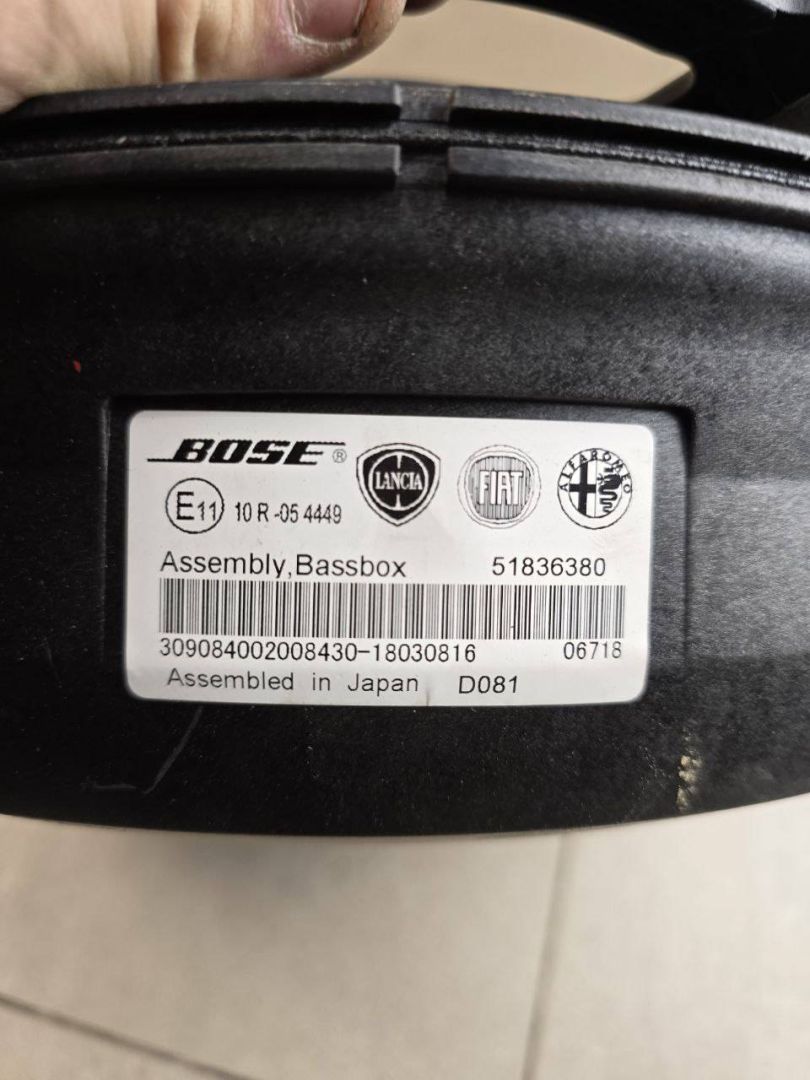 BOSE®
LANCIA
FIAT
ALFA ROMEO
E11 10 R -05 4449
Assembly,Bassbox 51836380
309084002008430-18030816 06718
Assembled in Japan D081